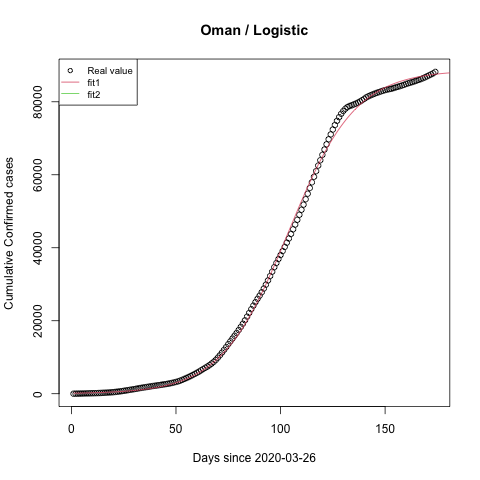 Oman / Logistic
Real value
fit1
fit2
Cumulative Confirmed cases
80000
60000
40000
20000
0
0 50 100 150
Days since 2020-03-26